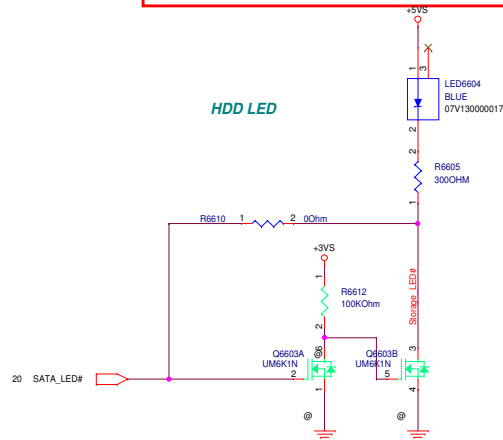 +5VS
1
3
LED6604
BLUE
07V130000017
2
HDD LED
2
R6605
300OHM
1
R6610 1 2 0Ohm
+3VS
1
R6612
100KOhm
2
Storage_LED#
Q6603A
UM6K1N
@
6
2
1
@
Q6603B
UM6K1N
3
5
4
@
20 SATA_LED#